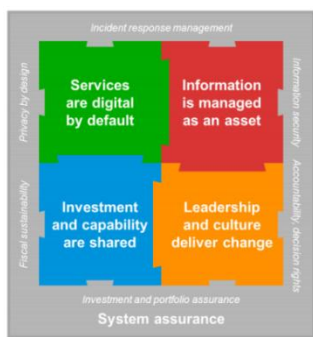 Incident response management
Privacy by design
Services
are digital
by default
Information
is managed
as an asset
Information security
Fiscal sustainability
Investment
and capability
are shared
Leadership
and culture
deliver change
Accountability, decision rights
Investment and portfolio assurance
System assurance